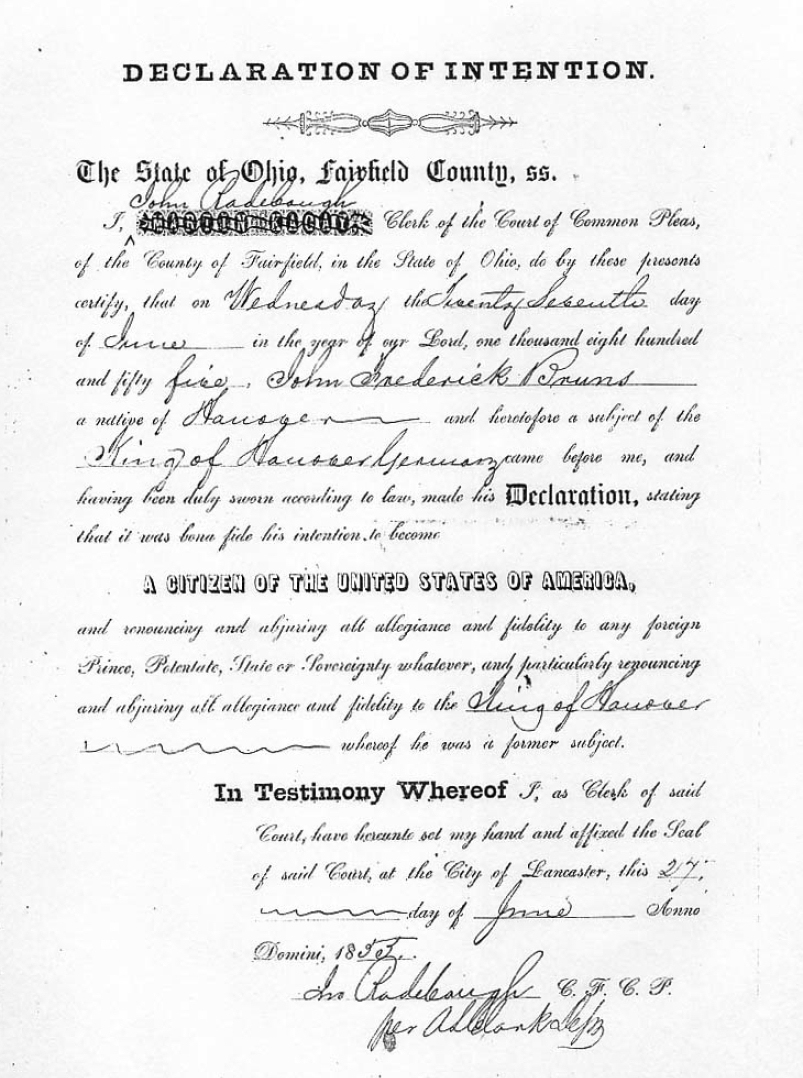 DECLARATION OF INTENTION.
The State of Ohio, Fairfield County, ss.
John Radebaugh
I, Clerk of the Court of Common Pleas,
of the County of Fairfield, in the State of Ohio, do by these presents
certify, that on Wednesday the Twenty Seventh day
of June in the year of our Lord, one thousand eight hundred
and fifty five, John Frederick Bruns
a native of Hanover and heretofore a subject of the
King of Hanover Germany came before me, and
having been duly sworn according to law, made his Declaration, stating
that it was bona fide his intention to become
A CITIZEN OF THE UNITED STATES OF AMERICA,
and renouncing and abjuring all allegiance and fidelity to any foreign
Prince, Potentate, State or Sovereignty whatever, and particularly renouncing
and abjuring all allegiance and fidelity to the King of Hanover
whereof he was a former subject.
In Testimony Whereof I, as Clerk of said
Court, have hereunto set my hand and affixed the Seal
of said Court, at the City of Lancaster, this 27,
day of June Anno
Domini, 1855.
Jno Radebaugh C. F. C. P.
per Clark